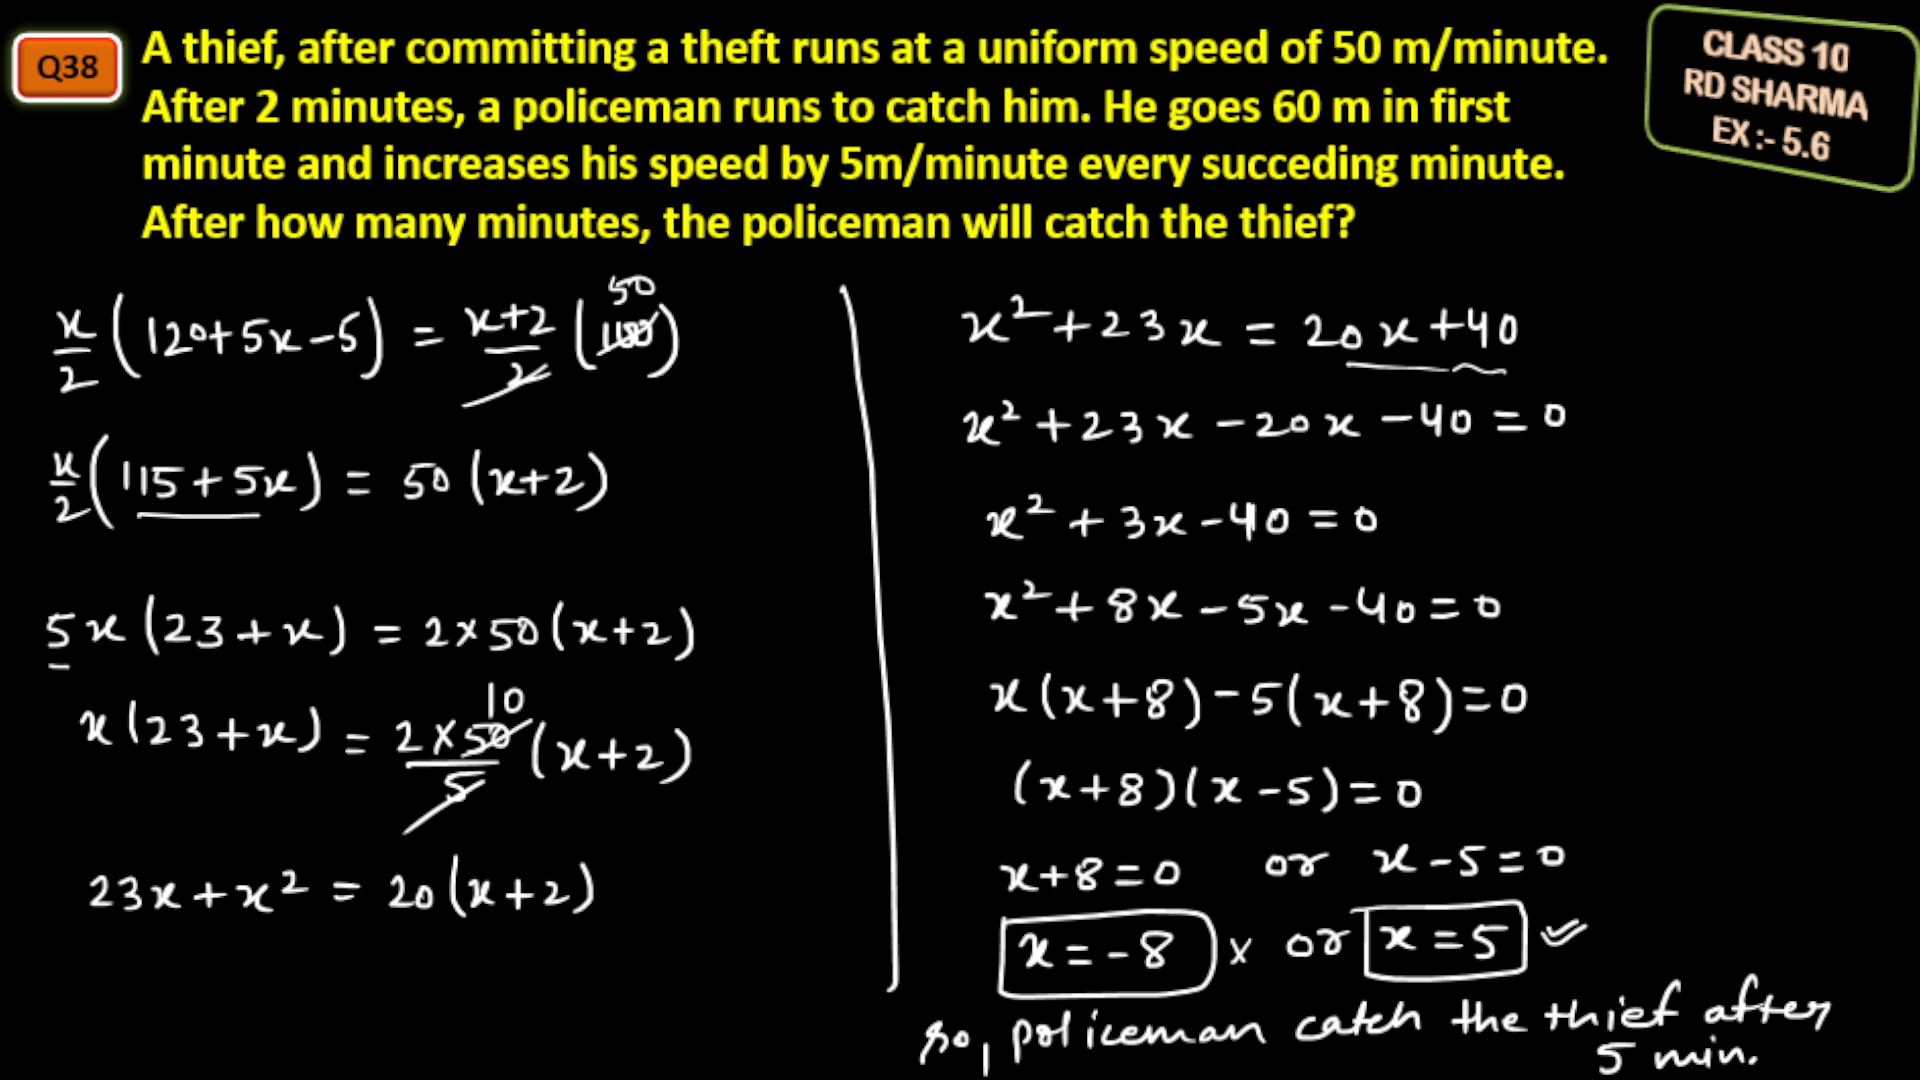 Q38
A thief, after committing a theft runs at a uniform speed of 50 m/minute.
After 2 minutes, a policeman runs to catch him. He goes 60 m in first
minute and increases his speed by 5m/minute every succeding minute.
After how many minutes, the policeman will catch the thief?
CLASS 10
RD SHARMA
EX :- 5.6
x/2 (120+5x-5) = x+2/2 (100) 50
x/2 (115+5x) = 50 (x+2)
5x (23+x) = 2×50 (x+2)
x (23+x) = 2×50/5 10 (x+2)
23x + x² = 20 (x+2)
x² + 23x = 20x + 40
x² + 23x - 20x - 40 = 0
x² + 3x - 40 = 0
x² + 8x - 5x - 40 = 0
x (x+8) - 5 (x+8) = 0
(x+8) (x-5) = 0
x+8 = 0 or x-5 = 0
x = -8 × or x = 5 ✓
so, policeman catch the thief after
5 min.